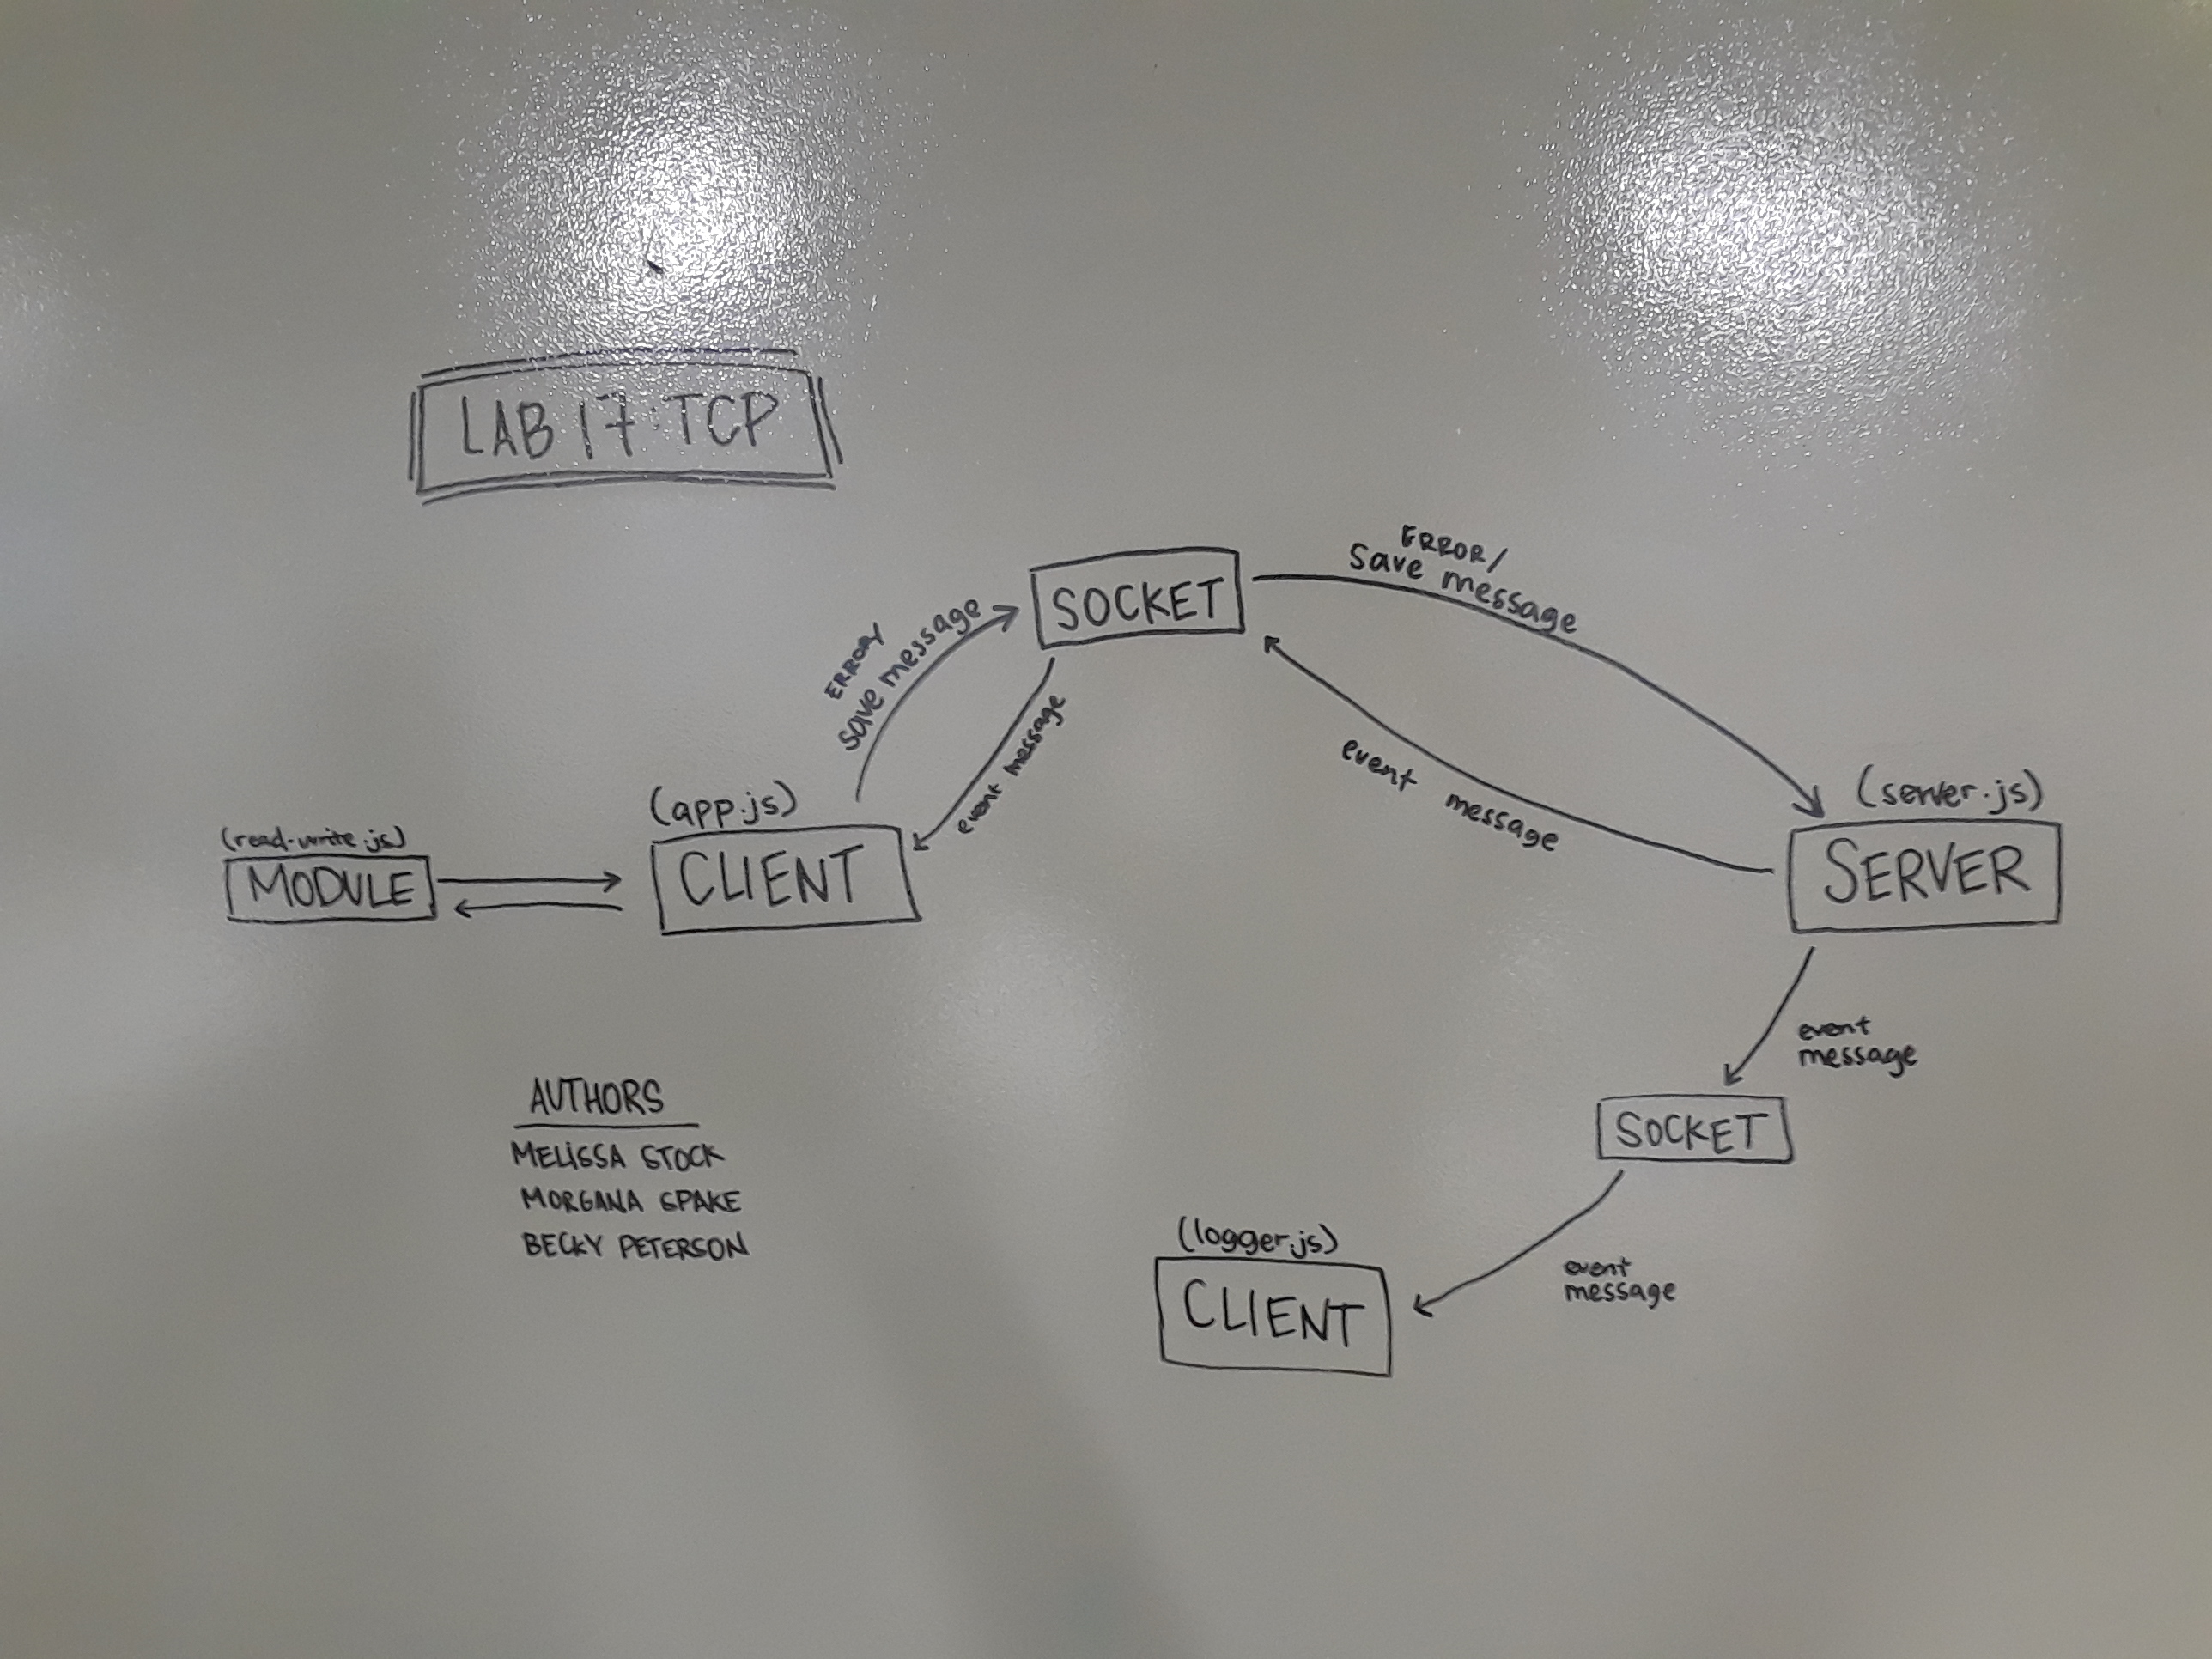 LAB 17: TCP
SOCKET
ERROR/
save message
ERROR/
save message
event message
event message
(app.js)
CLIENT
(read-write.js)
MODULE
(server.js)
SERVER
event
message
SOCKET
event
message
(logger.js)
CLIENT
AUTHORS
MELISSA STOCK
MORGANA SPAKE
BECKY PETERSON